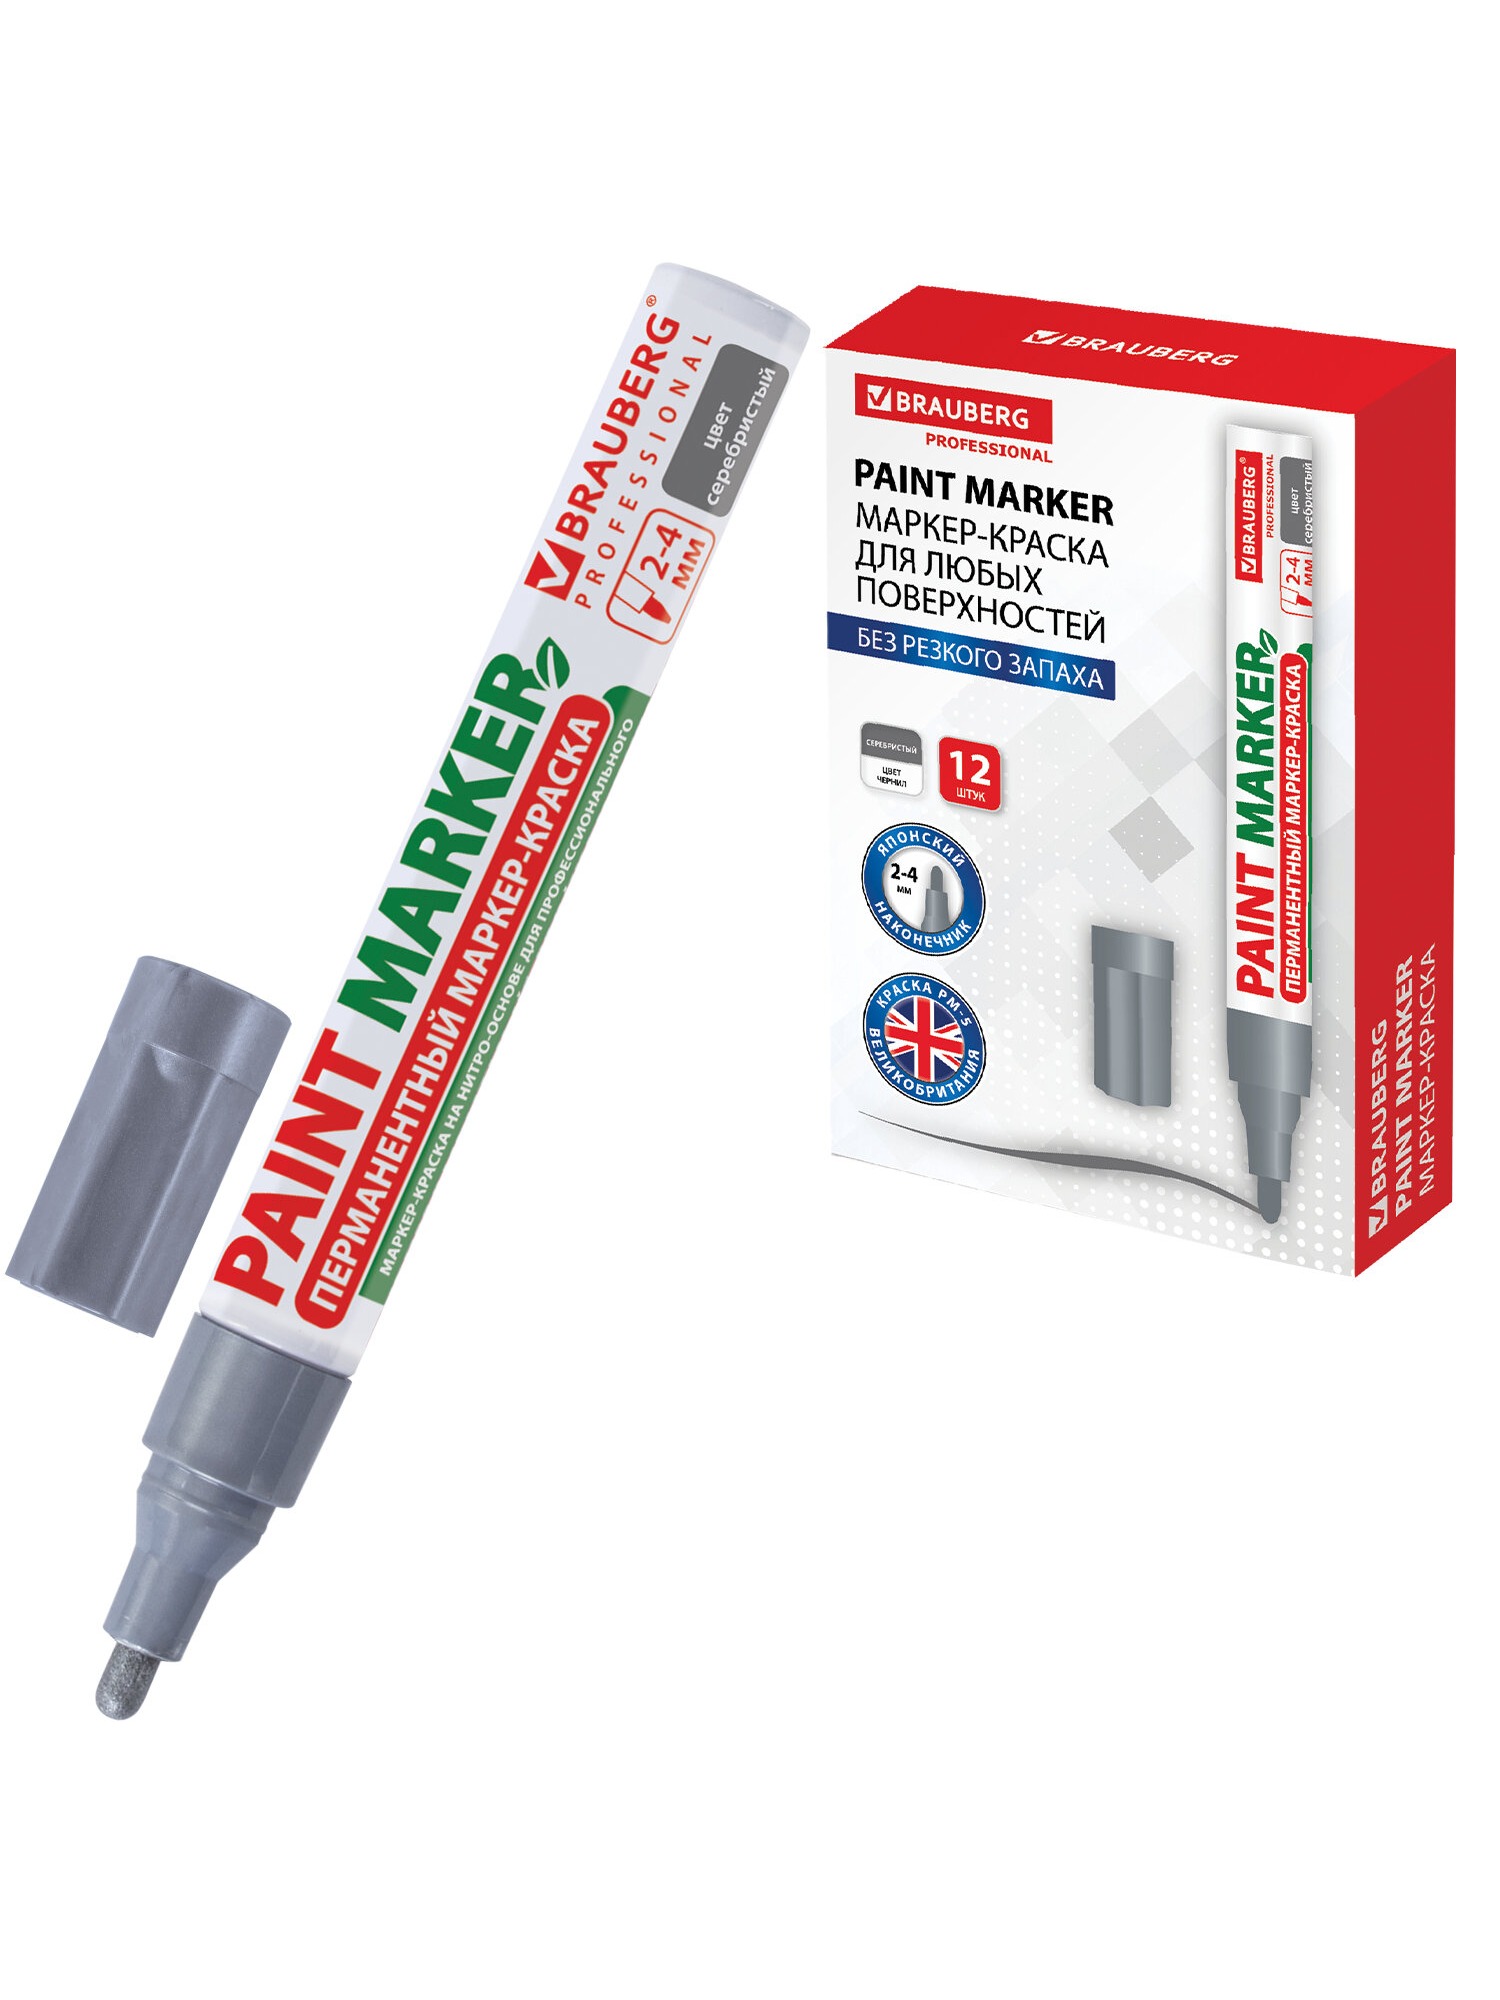 BRAUBERG®
PROFESSIONAL
цвет
серебристый
2-4
мм
PAINT MARKER
ПЕРМАНЕНТНЫЙ МАРКЕР-КРАСКА
МАРКЕР-КРАСКА НА НИТРО-ОСНОВЕ ДЛЯ ПРОФЕССИОНАЛЬНОГО
BRAUBERG
BRAUBERG
PROFESSIONAL
PAINT MARKER
МАРКЕР-КРАСКА
ДЛЯ ЛЮБЫХ
ПОВЕРХНОСТЕЙ
БЕЗ РЕЗКОГО ЗАПАХА
СЕРЕБРИСТЫЙ
ЦВЕТ
ЧЕРНИЛ
12
ШТУК
ЯПОНСКИЙ
2-4
мм
НАКОНЕЧНИК
КРАСКА PM-5
ВЕЛИКОБРИТАНИЯ
BRAUBERG®
PROFESSIONAL
цвет
серебристый
2-4
мм
PAINT MARKER
ПЕРМАНЕНТНЫЙ МАРКЕР-КРАСКА
BRAUBERG
PAINT MARKER
МАРКЕР-КРАСКА